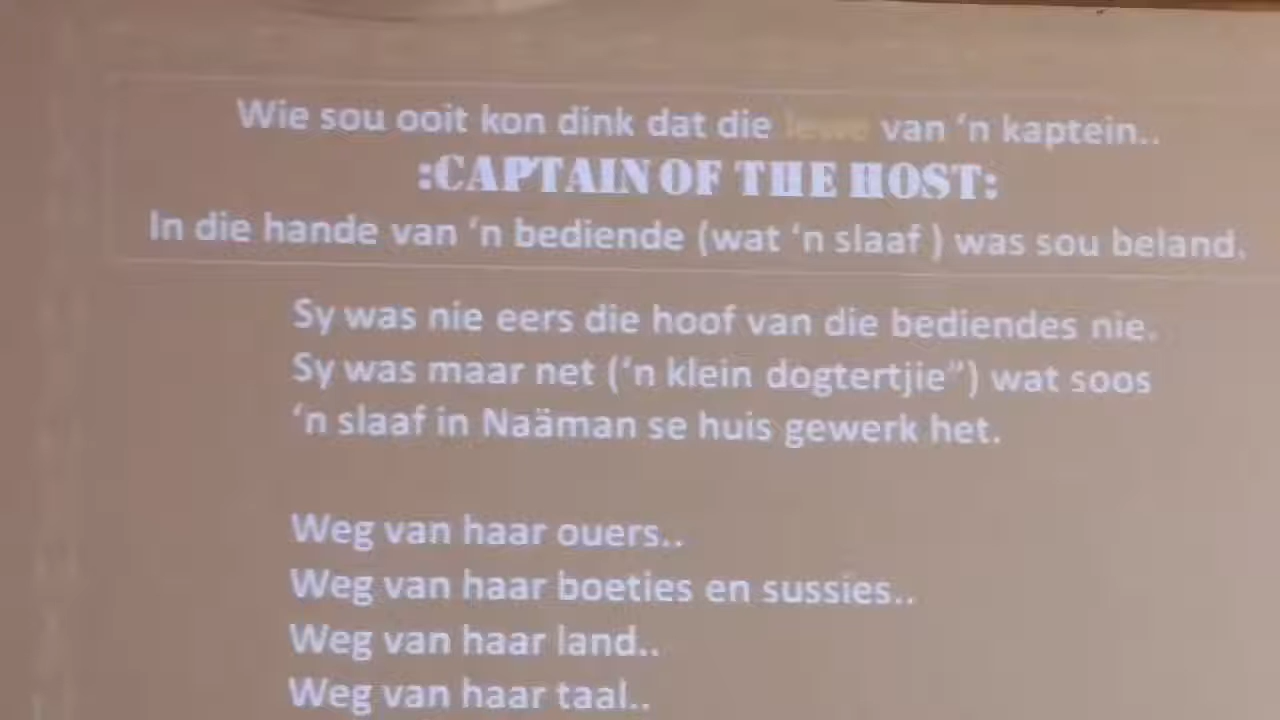 Wie sou ooit kon dink dat die lewe van ‘n kaptein..
:CAPTAIN OF THE HOST:
In die hande van ‘n bediende (wat ‘n slaaf ) was sou beland.
Sy was nie eers die hoof van die bediendes nie.
Sy was maar net (‘n klein dogtertjie”) wat soos
‘n slaaf in Naäman se huis gewerk het.
Weg van haar ouers..
Weg van haar boeties en sussies..
Weg van haar land..
Weg van haar taal..